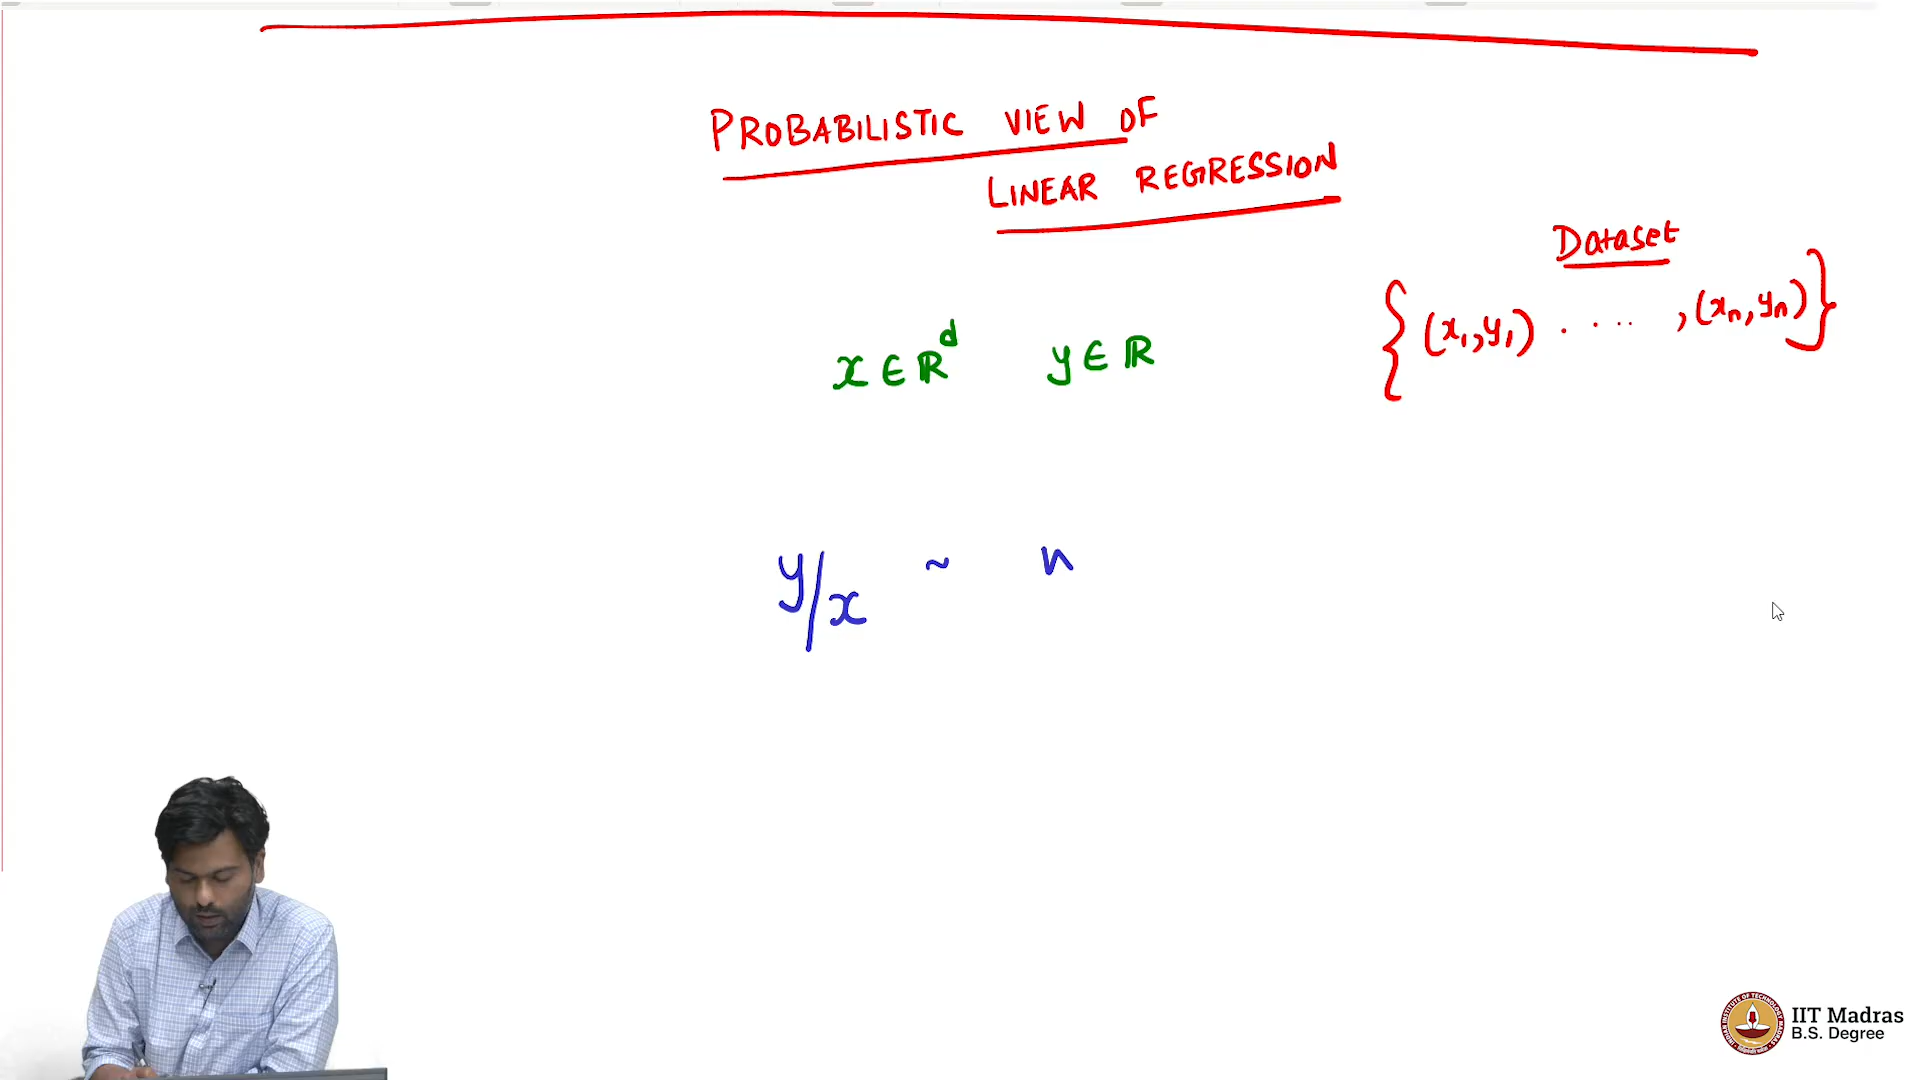 PROBABILISTIC VIEW OF
LINEAR REGRESSION
Dataset
{(x₁,y₁) ····· ,(xₙ,yₙ)}
x ∈ ℝᵈ y ∈ ℝ
y/x ~ n
IIT Madras
B.S. Degree